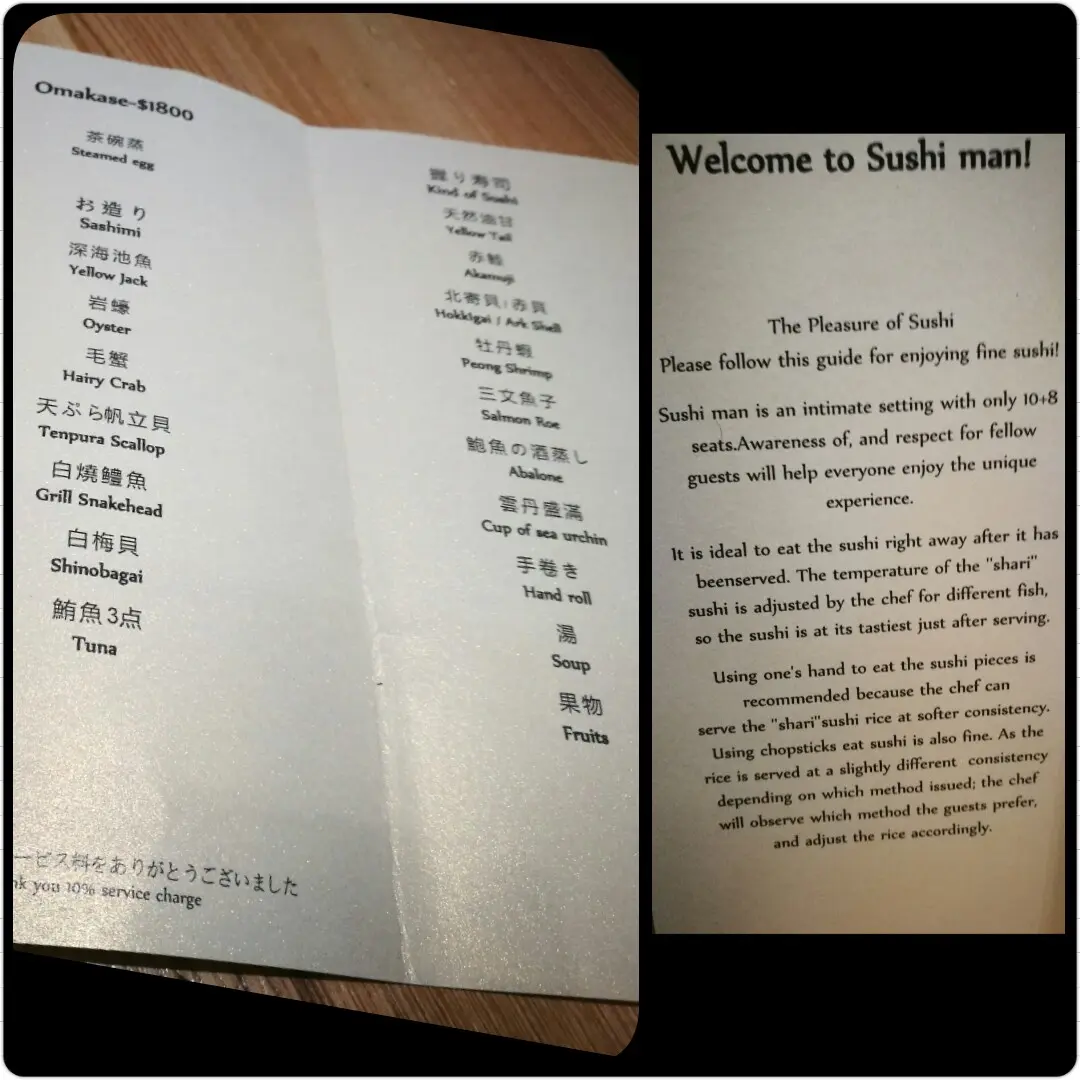 Omakase-$1800
茶碗蒸
Steamed egg
お造り
Sashimi
深海池魚
Yellow Jack
岩蠔
Oyster
毛蟹
Hairy Crab
天ぷら帆立貝
Tenpura Scallop
白燒鱧魚
Grill Snakehead
白梅貝
Shinobagai
鮪魚3点
Tuna
ービス料をありがとうございました
you 10% service charge
握り寿司
Kind of Sushi
天然油甘
Yellow Tail
Akamuji
北寄貝/赤貝
Hokkigai / Ark Shell
牡丹蝦
Peong Shrimp
三文魚子
Salmon Roe
鮑魚の酒蒸し
Abalone
雲丹盛滿
Cup of sea urchin
手巻き
Hand roll
湯
Soup
果物
Fruits
Welcome to Sushi man!
The Pleasure of Sushi
Please follow this guide for enjoying fine sushi!
Sushi man is an intimate setting with only 10+8
seats.Awareness of, and respect for fellow
guests will help everyone enjoy the unique
experience.
It is ideal to eat the sushi right away after it has
beenserved. The temperature of the "shari"
sushi is adjusted by the chef for different fish,
so the sushi is at its tastiest just after serving.
Using one's hand to eat the sushi pieces is
recommended because the chef can
serve the "shari"sushi rice at softer consistency.
Using chopsticks eat sushi is also fine. As the
rice is served at a slightly different consistency
depending on which method issued; the chef
will observe which method the guests prefer,
and adjust the rice accordingly.